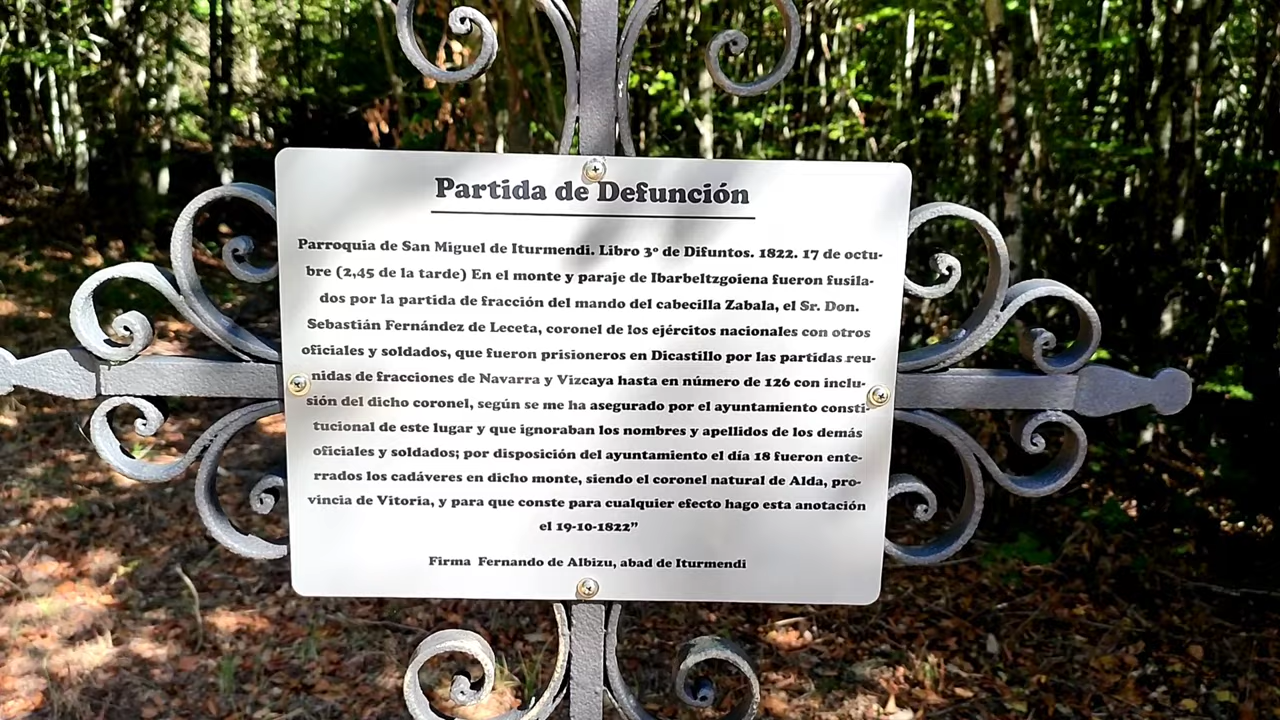 Partida de Defunción
Parroquia de San Miguel de Iturmendi. Libro 3º de Difuntos. 1822. 17 de octu-
bre (2,45 de la tarde) En el monte y paraje de Ibarbeltzgoiena fueron fusila-
dos por la partida de fracción del mando del cabecilla Zabala, el Sr. Don.
Sebastián Fernández de Leceta, coronel de los ejércitos nacionales con otros
oficiales y soldados, que fueron prisioneros en Dicastillo por las partidas reu-
nidas de fracciones de Navarra y Vizcaya hasta en número de 126 con inclu-
sión del dicho coronel, según se me ha asegurado por el ayuntamiento consti-
tucional de este lugar y que ignoraban los nombres y apellidos de los demás
oficiales y soldados; por disposición del ayuntamiento el día 18 fueron ente-
rrados los cadáveres en dicho monte, siendo el coronel natural de Alda, pro-
vincia de Vitoria, y para que conste para cualquier efecto hago esta anotación
el 19-10-1822”
Firma Fernando de Albizu, abad de Iturmendi